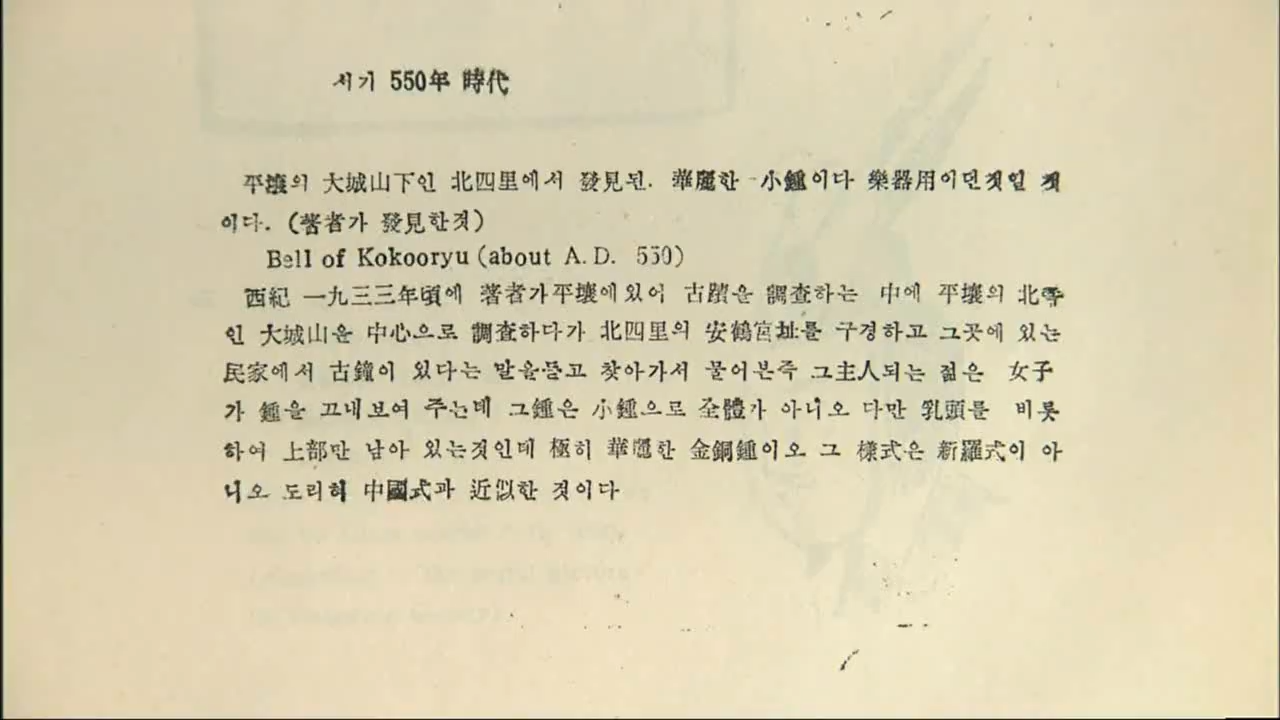 서기 550年 時代
平壤의 大城山下인 北四里에서 發見된. 華麗한 小鍾이다 樂器用이던것일 것
이다. (著者가 發見한것)
Bell of Kokooryu (about A.D. 550)
西紀 一九三三年頃에 著者가平壤에있어 古蹟을 調査하는 中에 平壤의 北
인 大城山을 中心으로 調査하다가 北四里의 安鶴宮址를 구경하고 그곳에 있는
民家에서 古鐘이 있다는 말을듣고 찾아가서 물어본즉 그主人되는 젊은 女子
가 鍾을 끄내보여 주는데 그鍾은 小鍾으로 全體가 아니오 다만 乳頭를 비롯
하여 上部만 남아 있는것인데 極히 華麗한 金銅鍾이오 그 樣式은 新羅式이 아
니오 도리혀 中國式과 近似한 것이다